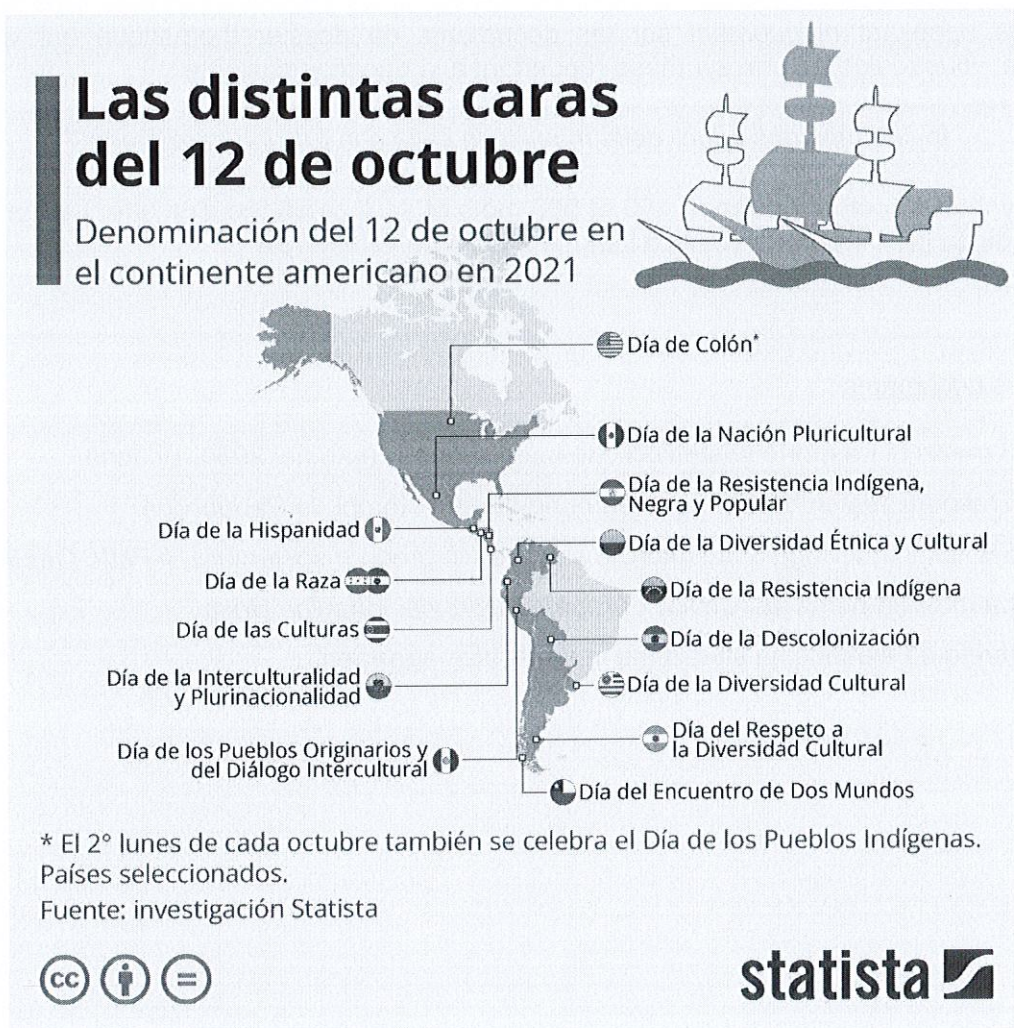 Las distintas caras
del 12 de octubre
Denominación del 12 de octubre en
el continente americano en 2021
Día de Colón*
Día de la Nación Pluricultural
Día de la Resistencia Indígena,
Negra y Popular
Día de la Hispanidad
Día de la Diversidad Étnica y Cultural
Día de la Raza
Día de la Resistencia Indígena
Día de las Culturas
Día de la Descolonización
Día de la Interculturalidad
y Plurinacionalidad
Día de la Diversidad Cultural
Día del Respeto a
la Diversidad Cultural
Día de los Pueblos Originarios y
del Diálogo Intercultural
Día del Encuentro de Dos Mundos
* El 2° lunes de cada octubre también se celebra el Día de los Pueblos Indígenas.
Países seleccionados.
Fuente: investigación Statista
cc
statista